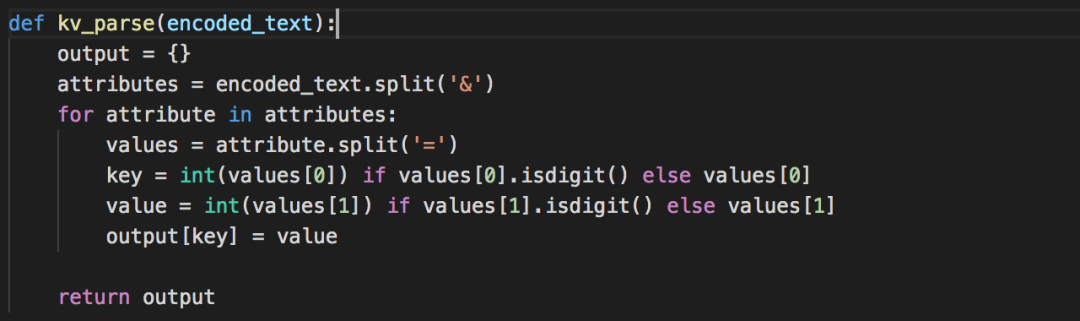 def kv_parse(encoded_text):
    output = {}
    attributes = encoded_text.split('&')
    for attribute in attributes:
        values = attribute.split('=')
        key = int(values[0]) if values[0].isdigit() else values[0]
        value = int(values[1]) if values[1].isdigit() else values[1]
        output[key] = value

    return output